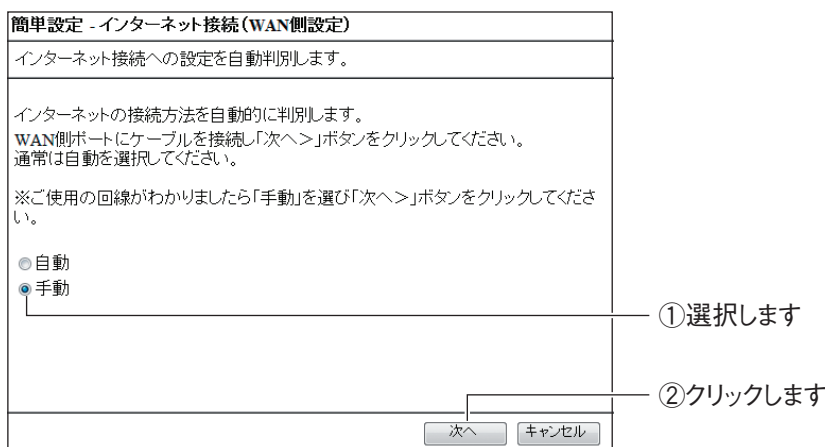 簡単設定 - インターネット接続(WAN側設定)
インターネット接続への設定を自動判別します。
インターネットの接続方法を自動的に判別します。
WAN側ポートにケーブルを接続し「次へ>」ボタンをクリックしてください。
通常は自動を選択してください。
※ご使用の回線がわかりましたら「手動」を選び「次へ>」ボタンをクリックしてくださ
い。
自動
手動
①選択します
②クリックします
次へ
キャンセル